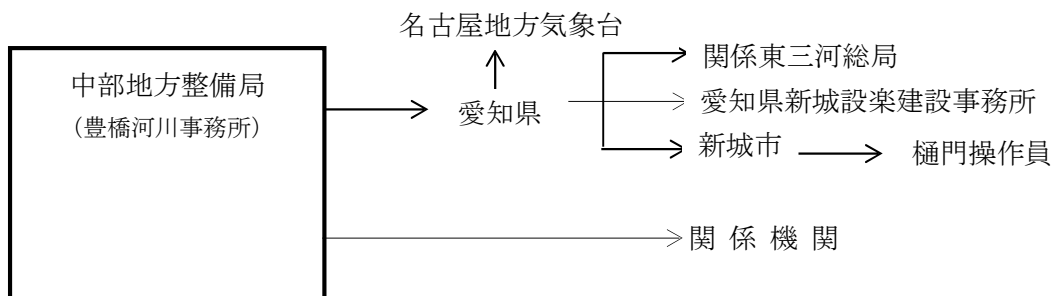 名古屋地方気象台
中部地方整備局
（豊橋河川事務所）
愛知県
関係東三河総局
愛知県新城設楽建設事務所
新城市
樋門操作員
関係機関